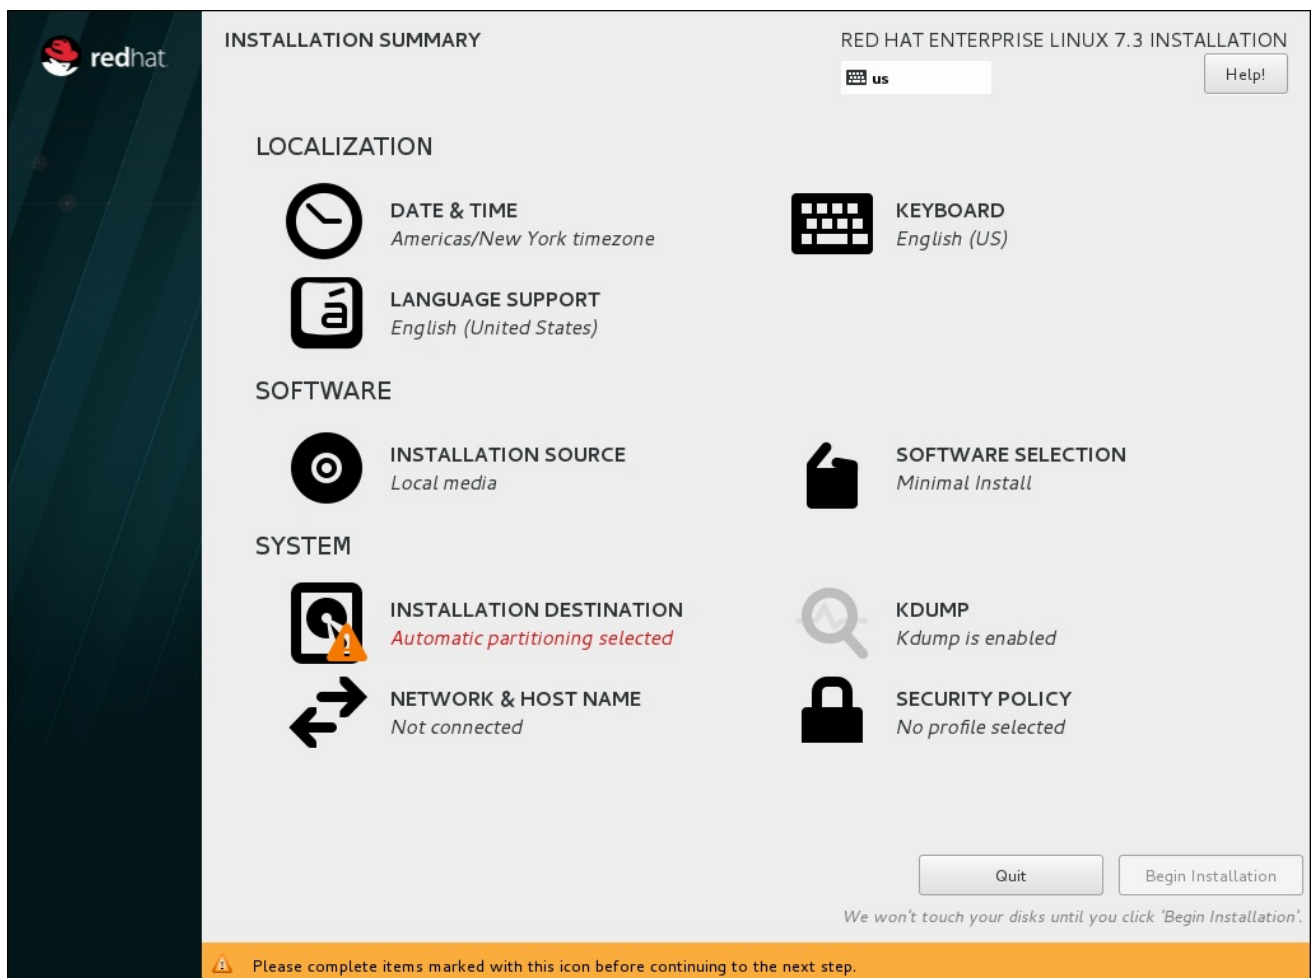 redhat
INSTALLATION SUMMARY
RED HAT ENTERPRISE LINUX 7.3 INSTALLATION
us
Help!
LOCALIZATION
DATE & TIME
Americas/New York timezone
KEYBOARD
English (US)
á
LANGUAGE SUPPORT
English (United States)
SOFTWARE
INSTALLATION SOURCE
Local media
SOFTWARE SELECTION
Minimal Install
SYSTEM
INSTALLATION DESTINATION
Automatic partitioning selected
KDUMP
Kdump is enabled
NETWORK & HOST NAME
Not connected
SECURITY POLICY
No profile selected
Quit
Begin Installation
We won't touch your disks until you click 'Begin Installation'.
Please complete items marked with this icon before continuing to the next step.